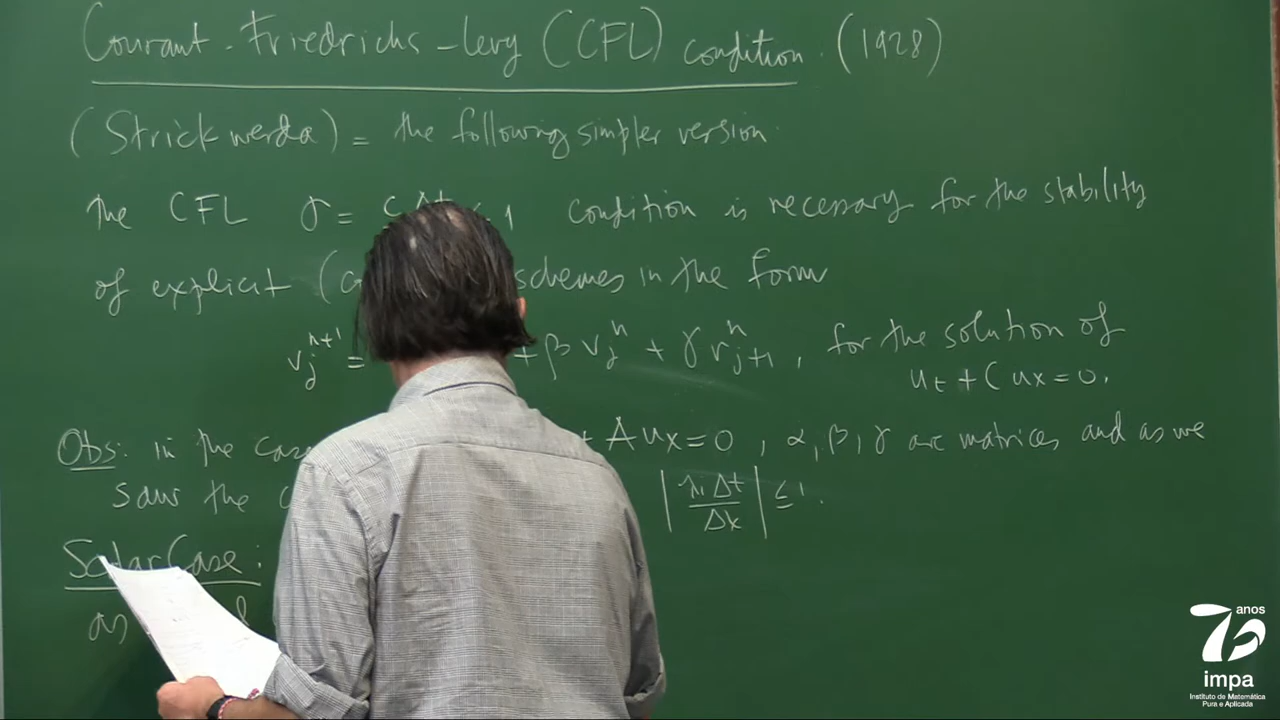 Courant-Friedrichs-Levy (CFL) condition. (1928)
(Strickwerda) = the following simpler version
The CFL σ = 1 condition is necessary for the stability
of explicit schemes in the form
v_j^{n+1} = + β v_j^n + γ v_{j+1}^n , for the solution of
u_t + C u_x = 0.
Obs: in the case A u_x = 0 , α, β, γ are matrices and as we
saw the | λ_i Δt / Δx | ≤ 1.
Scalar Case:
75 anos
impa
Instituto de Matemática
Pura e Aplicada